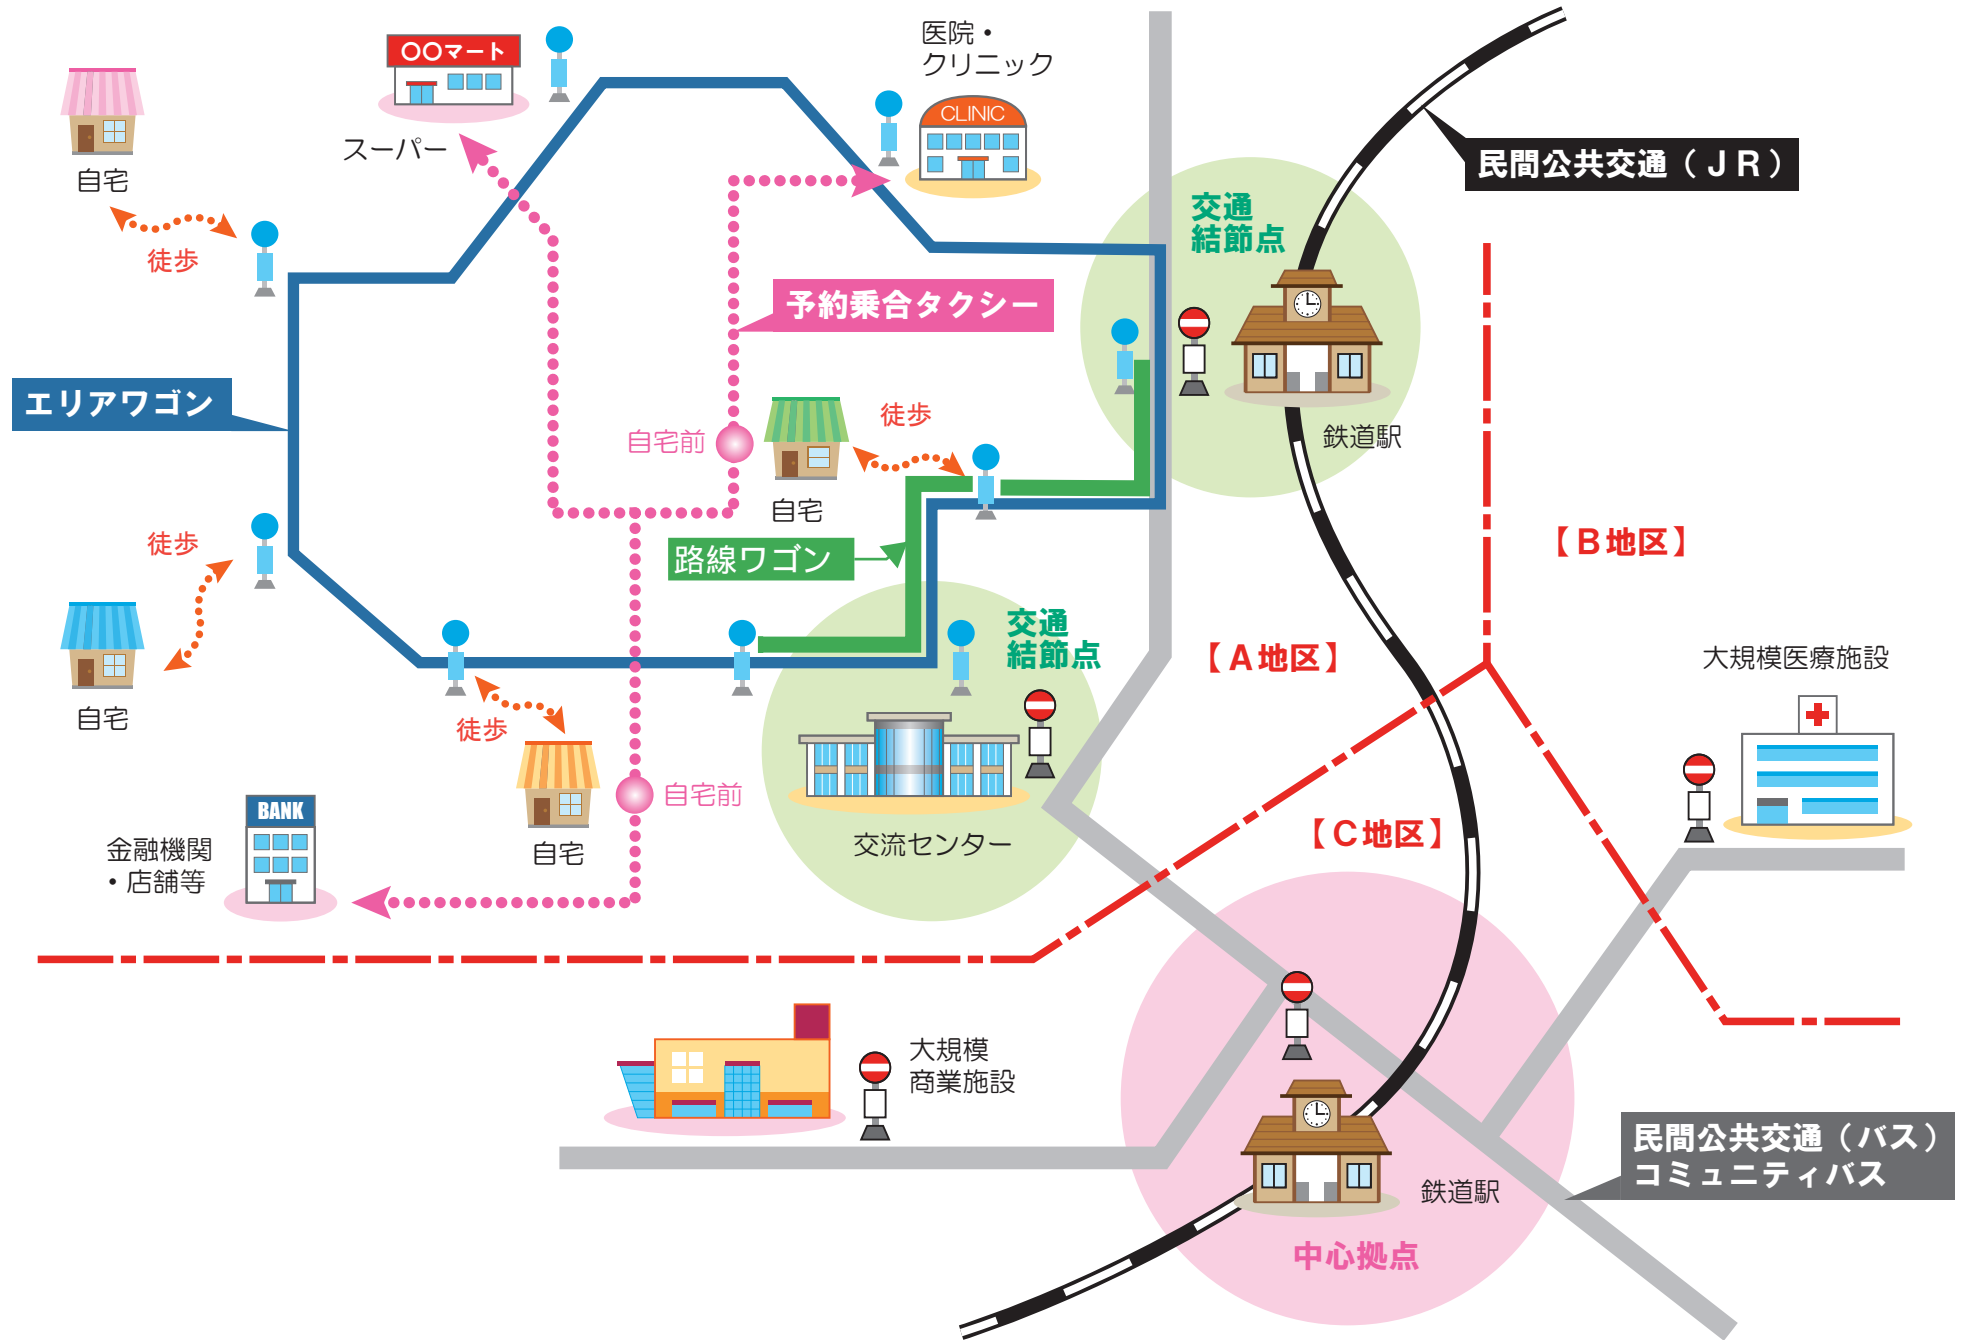 〇〇マート
スーパー
医院・
クリニック
CLINIC
民間公共交通（ＪＲ）
自宅
徒歩
交通
結節点
予約乗合タクシー
エリアワゴン
自宅前
徒歩
自宅
鉄道駅
徒歩
路線ワゴン
【Ｂ地区】
自宅
交通
結節点
【Ａ地区】
大規模医療施設
徒歩
自宅前
自宅
BANK
金融機関
・店舗等
交流センター
【Ｃ地区】
大規模
商業施設
民間公共交通（バス）
コミュニティバス
鉄道駅
中心拠点